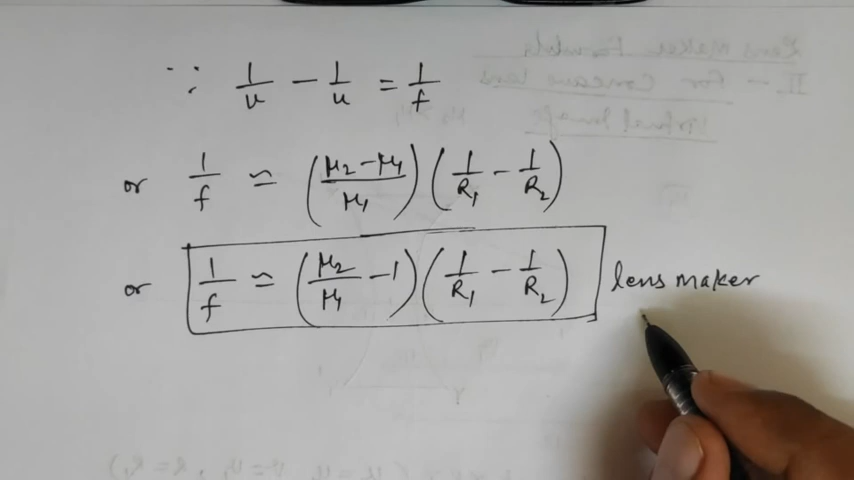 ∵ 1/v − 1/u = 1/f
or 1/f ≃ ((μ₂ − μ₁)/μ₁) (1/R₁ − 1/R₂)
or 1/f ≃ (μ₂/μ₁ − 1) (1/R₁ − 1/R₂) lens maker